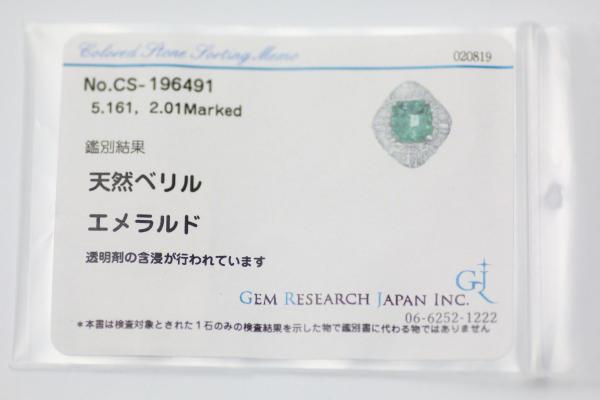 Colored Stone Sorting Memo
020819
No.CS-196491
5.161, 2.01Marked
鑑別結果
天然ベリル
エメラルド
透明剤の含浸が行われています
GRJ
GEM RESEARCH JAPAN INC.
06-6252-1222
*本書は検査対象とされた1石のみの検査結果を示した物で鑑別書に代わる物ではありません